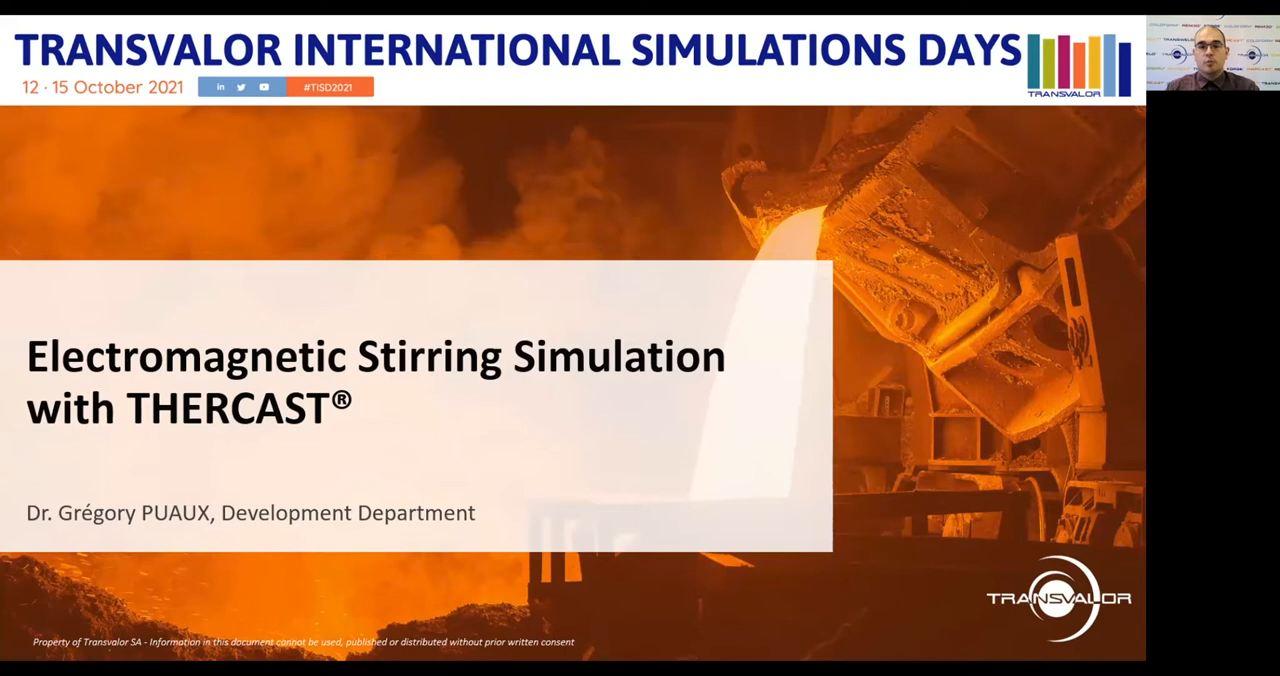 TRANSVALOR INTERNATIONAL SIMULATIONS DAYS
12 · 15 October 2021
in
#TISD2021
TRANSVALOR
Electromagnetic Stirring Simulation
with THERCAST®
Dr. Grégory PUAUX, Development Department
TRANSVALOR
Property of Transvalor SA - Information in this document cannot be used, published or distributed without prior written consent